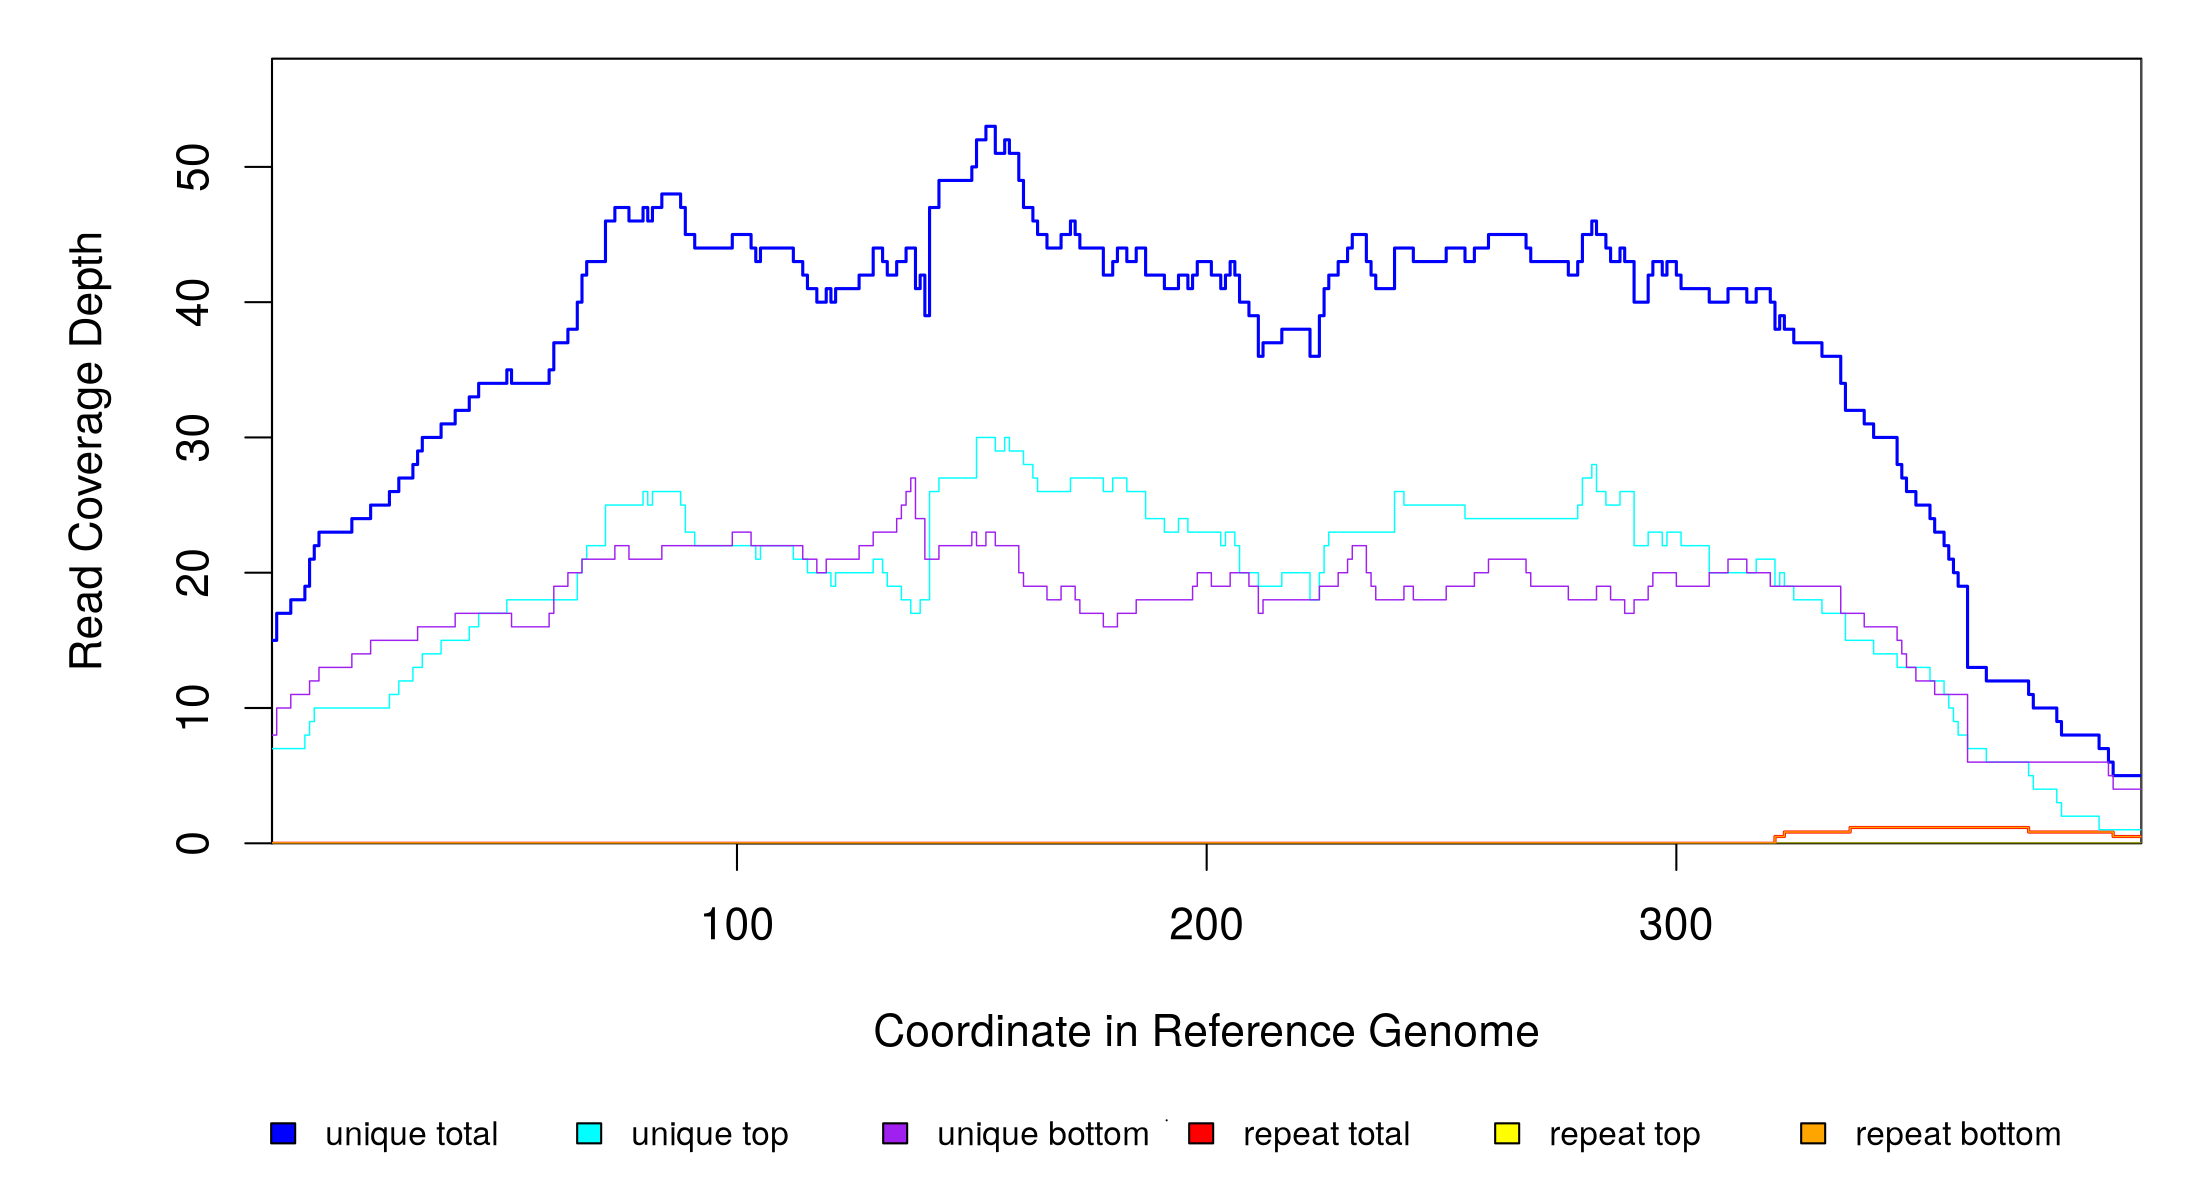 Read Coverage Depth
50
40
30
20
10
0
100 200 300
Coordinate in Reference Genome
unique total unique top unique bottom repeat total repeat top repeat bottom